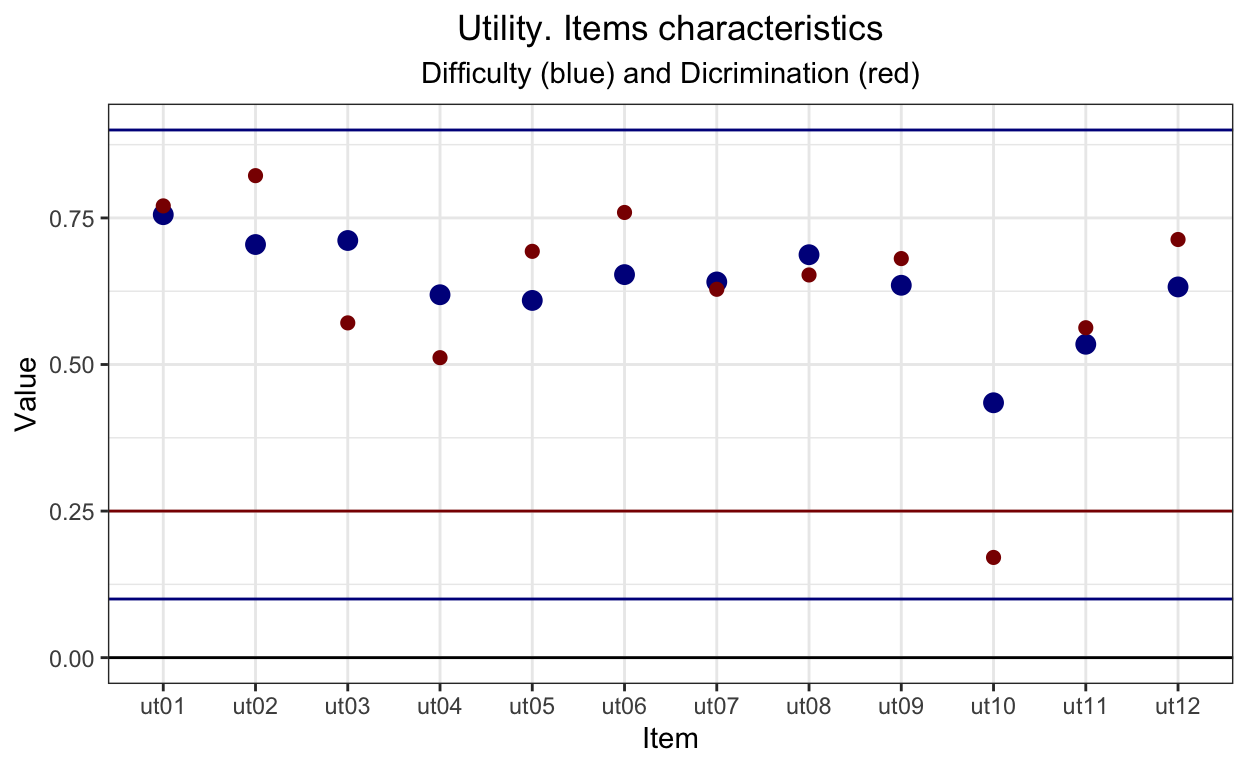 Utility. Items characteristics
Difficulty (blue) and Dicrimination (red)
Value
0.75
0.50
0.25
0.00
ut01 ut02 ut03 ut04 ut05 ut06 ut07 ut08 ut09 ut10 ut11 ut12
Item